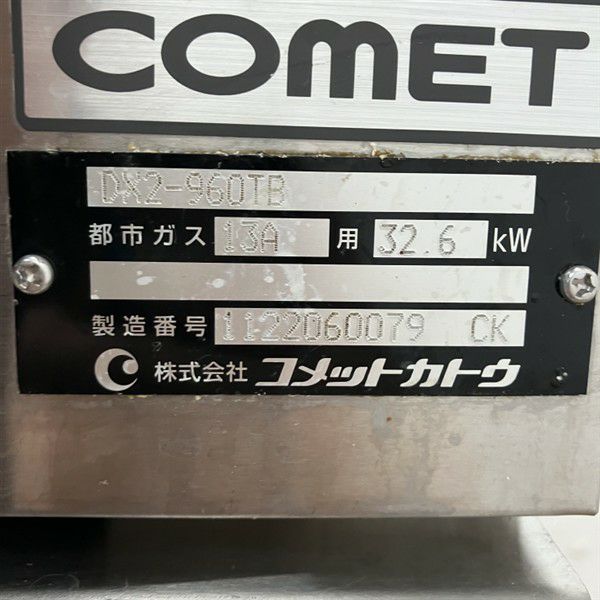 COMET
DX2-960TB
都市ガス 13A 用 32.6 kW
製造番号 1122060079 CK
株式会社 コメットカトウ